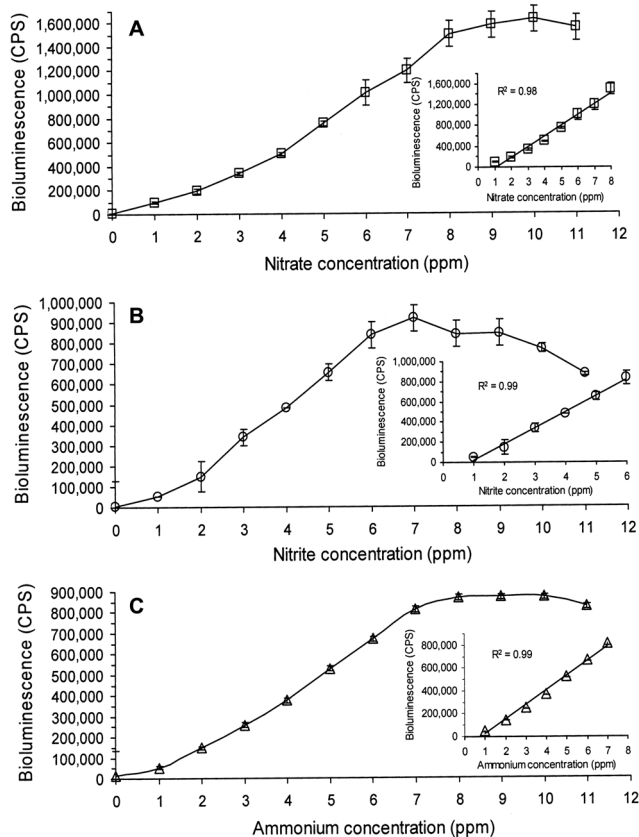 A
Bioluminescence (CPS)
1,600,000
1,400,000
1,200,000
1,000,000
800,000
600,000
400,000
200,000
0
0 1 2 3 4 5 6 7 8 9 10 11 12
Nitrate concentration (ppm)
Bioluminescence (CPS)
1,600,000
1,200,000
800,000
400,000
0
R² = 0.98
0 1 2 3 4 5 6 7 8
Nitrate concentration (ppm)
B
Bioluminescence (CPS)
1,000,000
900,000
800,000
700,000
600,000
500,000
400,000
300,000
200,000
100,000
0
0 1 2 3 4 5 6 7 8 9 10 11 12
Nitrite concentration (ppm)
Bioluminescence (CPS)
1,000,000
800,000
600,000
400,000
200,000
0
R² = 0.99
0 1 2 3 4 5 6
Nitrite concentration (ppm)
C
Bioluminescence (CPS)
900,000
800,000
700,000
600,000
500,000
400,000
300,000
200,000
100,000
0
0 1 2 3 4 5 6 7 8 9 10 11 12
Ammonium concentration (ppm)
Bioluminescence (CPS)
800,000
600,000
400,000
200,000
0
R² = 0.99
0 1 2 3 4 5 6 7 8
Ammonium concentration (ppm)